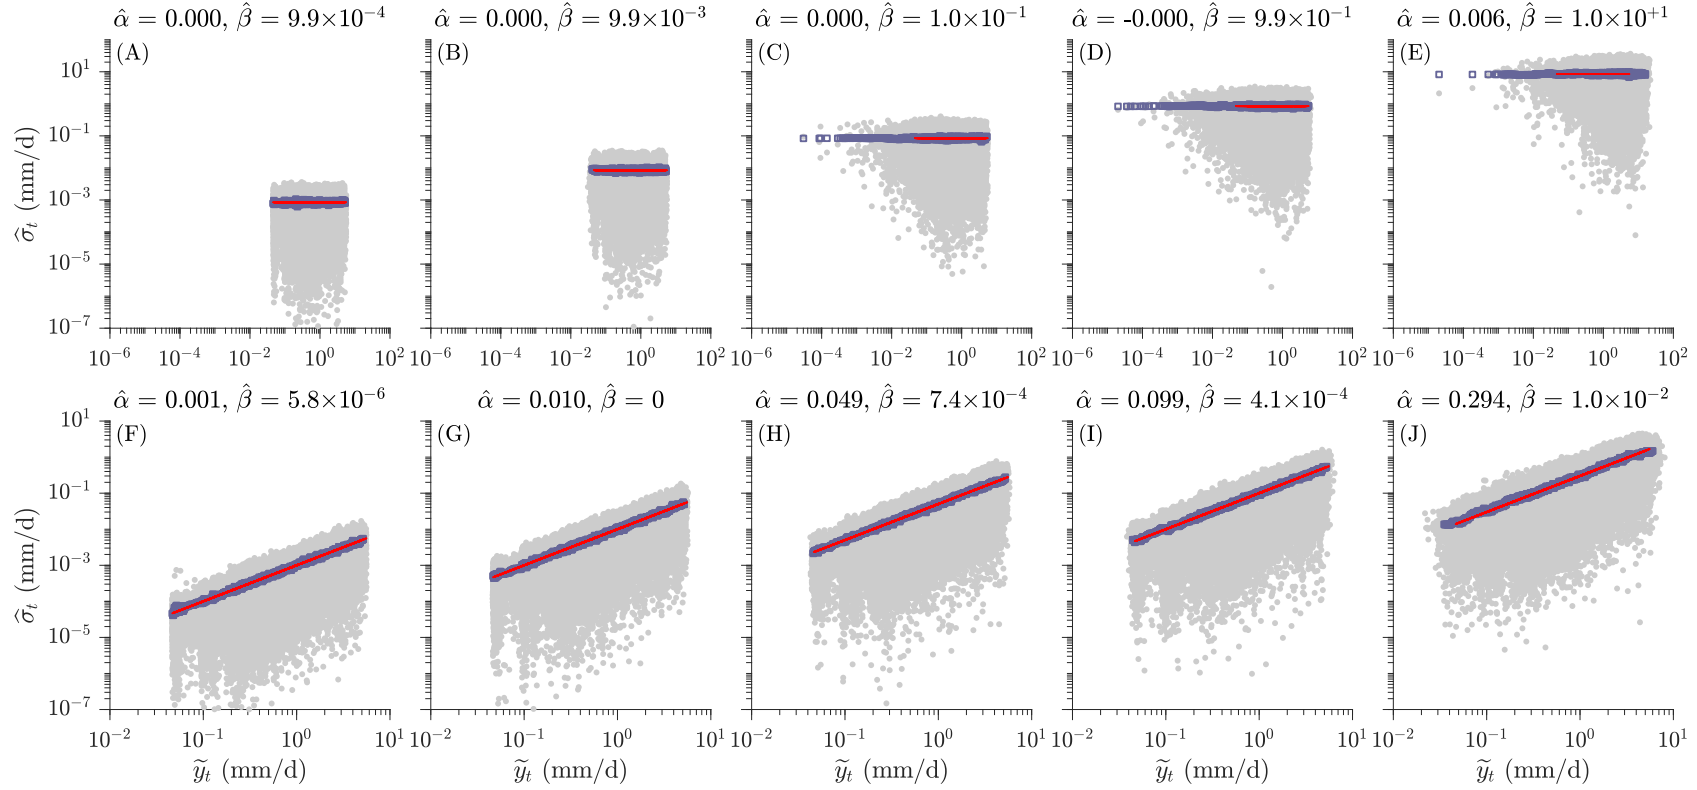 α̂ = 0.000, β̂ = 9.9×10⁻⁴ α̂ = 0.000, β̂ = 9.9×10⁻³ α̂ = 0.000, β̂ = 1.0×10⁻¹ α̂ = -0.000, β̂ = 9.9×10⁻¹ α̂ = 0.006, β̂ = 1.0×10⁺¹
(A) (B) (C) (D) (E)
10¹
10⁻¹
10⁻³
10⁻⁵
10⁻⁷
σ̂ₜ (mm/d)
10⁻⁶ 10⁻⁴ 10⁻² 10⁰ 10² 10⁻⁶ 10⁻⁴ 10⁻² 10⁰ 10² 10⁻⁶ 10⁻⁴ 10⁻² 10⁰ 10² 10⁻⁶ 10⁻⁴ 10⁻² 10⁰ 10² 10⁻⁶ 10⁻⁴ 10⁻² 10⁰ 10²
α̂ = 0.001, β̂ = 5.8×10⁻⁶ α̂ = 0.010, β̂ = 0 α̂ = 0.049, β̂ = 7.4×10⁻⁴ α̂ = 0.099, β̂ = 4.1×10⁻⁴ α̂ = 0.294, β̂ = 1.0×10⁻²
(F) (G) (H) (I) (J)
10¹
10⁻¹
10⁻³
10⁻⁵
10⁻⁷
σ̂ₜ (mm/d)
10⁻² 10⁻¹ 10⁰ 10¹ 10⁻² 10⁻¹ 10⁰ 10¹ 10⁻² 10⁻¹ 10⁰ 10¹ 10⁻² 10⁻¹ 10⁰ 10¹ 10⁻² 10⁻¹ 10⁰ 10¹
ỹₜ (mm/d) ỹₜ (mm/d) ỹₜ (mm/d) ỹₜ (mm/d) ỹₜ (mm/d)